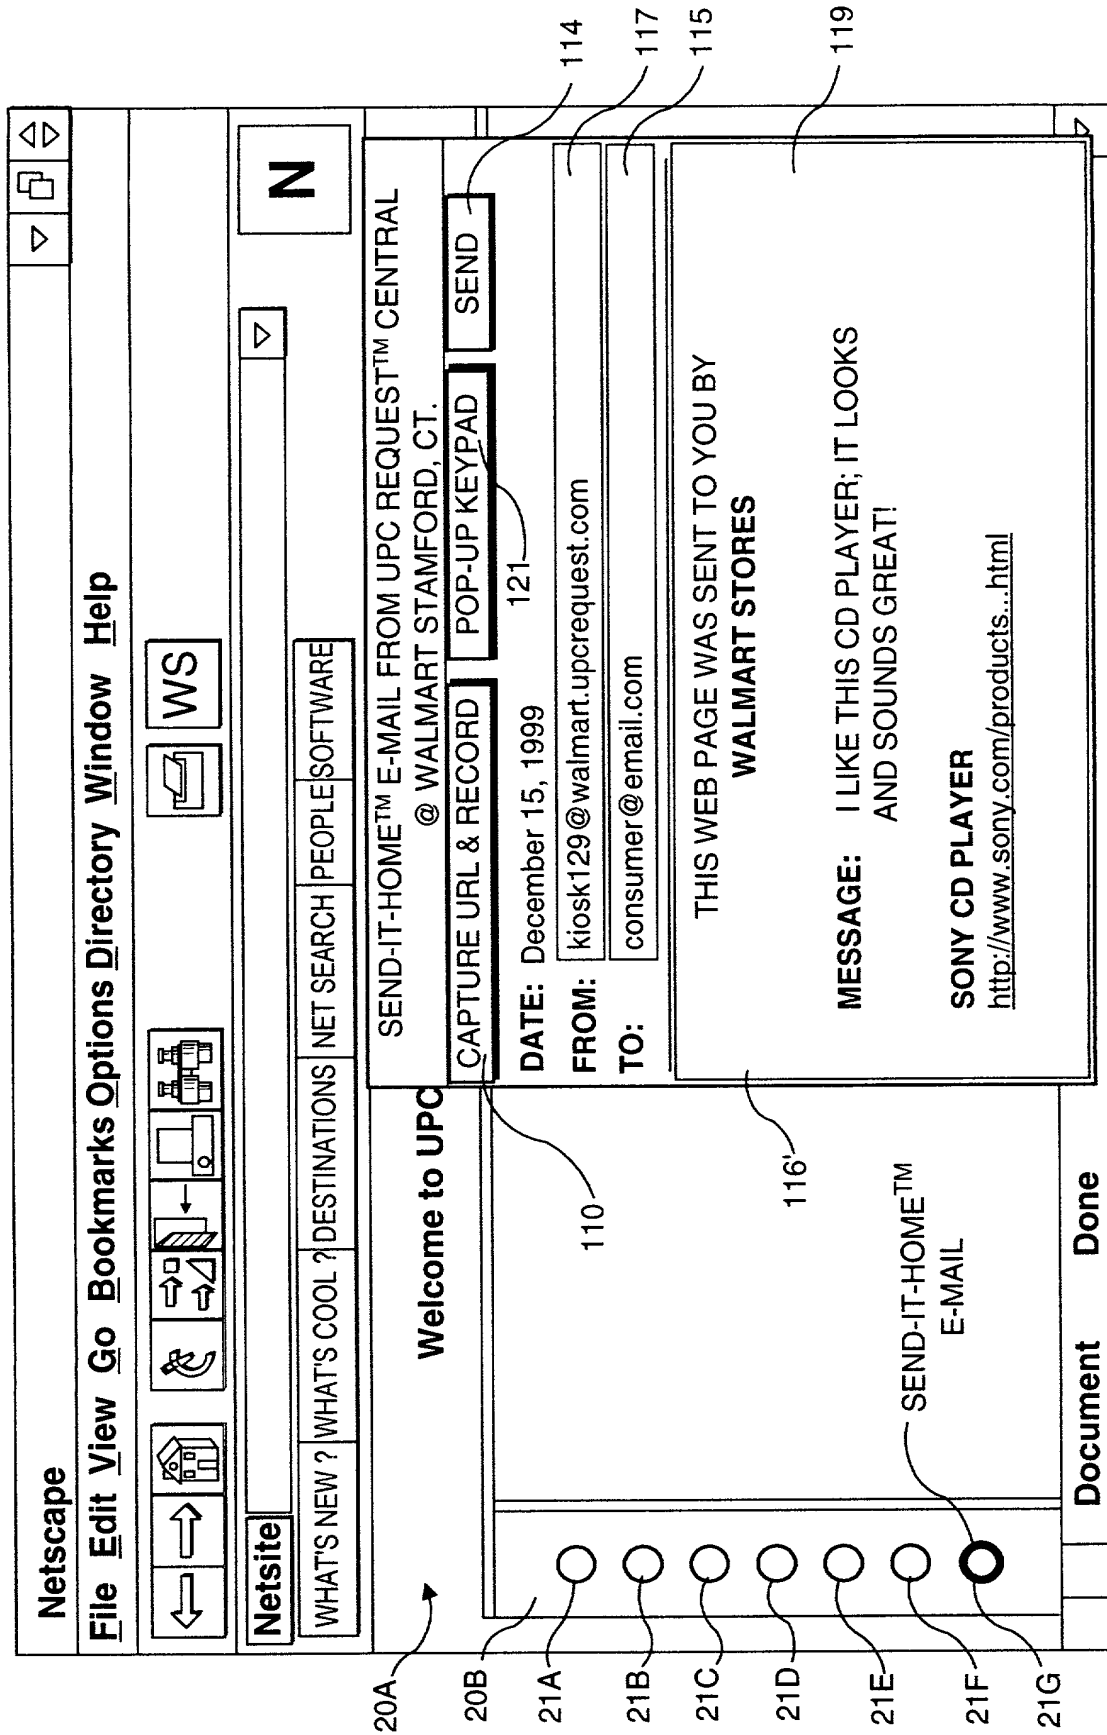 Netscape
File Edit View Go Bookmarks Options Directory Window Help
WS
Netsite
N
WHAT'S NEW ? WHAT'S COOL ? DESTINATIONS NET SEARCH PEOPLE SOFTWARE
Welcome to UPC
SEND-IT-HOME™ E-MAIL FROM UPC REQUEST™ CENTRAL
@ WALMART STAMFORD, CT.
CAPTURE URL & RECORD POP-UP KEYPAD SEND
DATE: December 15, 1999
FROM: kiosk129@walmart.upcrequest.com
TO: consumer@email.com
THIS WEB PAGE WAS SENT TO YOU BY
WALMART STORES
MESSAGE: I LIKE THIS CD PLAYER; IT LOOKS
AND SOUNDS GREAT!
SONY CD PLAYER
http://www.sony.com/products...html
SEND-IT-HOME™
E-MAIL
Document Done
20A
20B
21A
21B
21C
21D
21E
21F
21G
110
116'
121
114
117
115
119